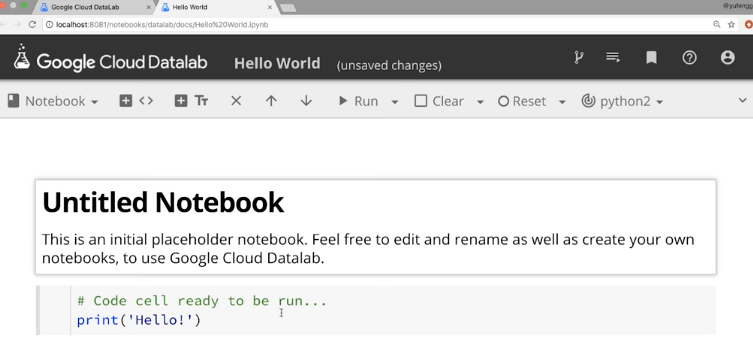 Google Cloud DataLab
Hello World
@yufengg
localhost:8081/notebooks/datalab/docs/Hello%20World.ipynb
Google Cloud Datalab
Hello World
(unsaved changes)
Notebook
Tт
Run
Clear
Reset
python2
Untitled Notebook
This is an initial placeholder notebook. Feel free to edit and rename as well as create your own
notebooks, to use Google Cloud Datalab.
# Code cell ready to be run...
print('Hello!')